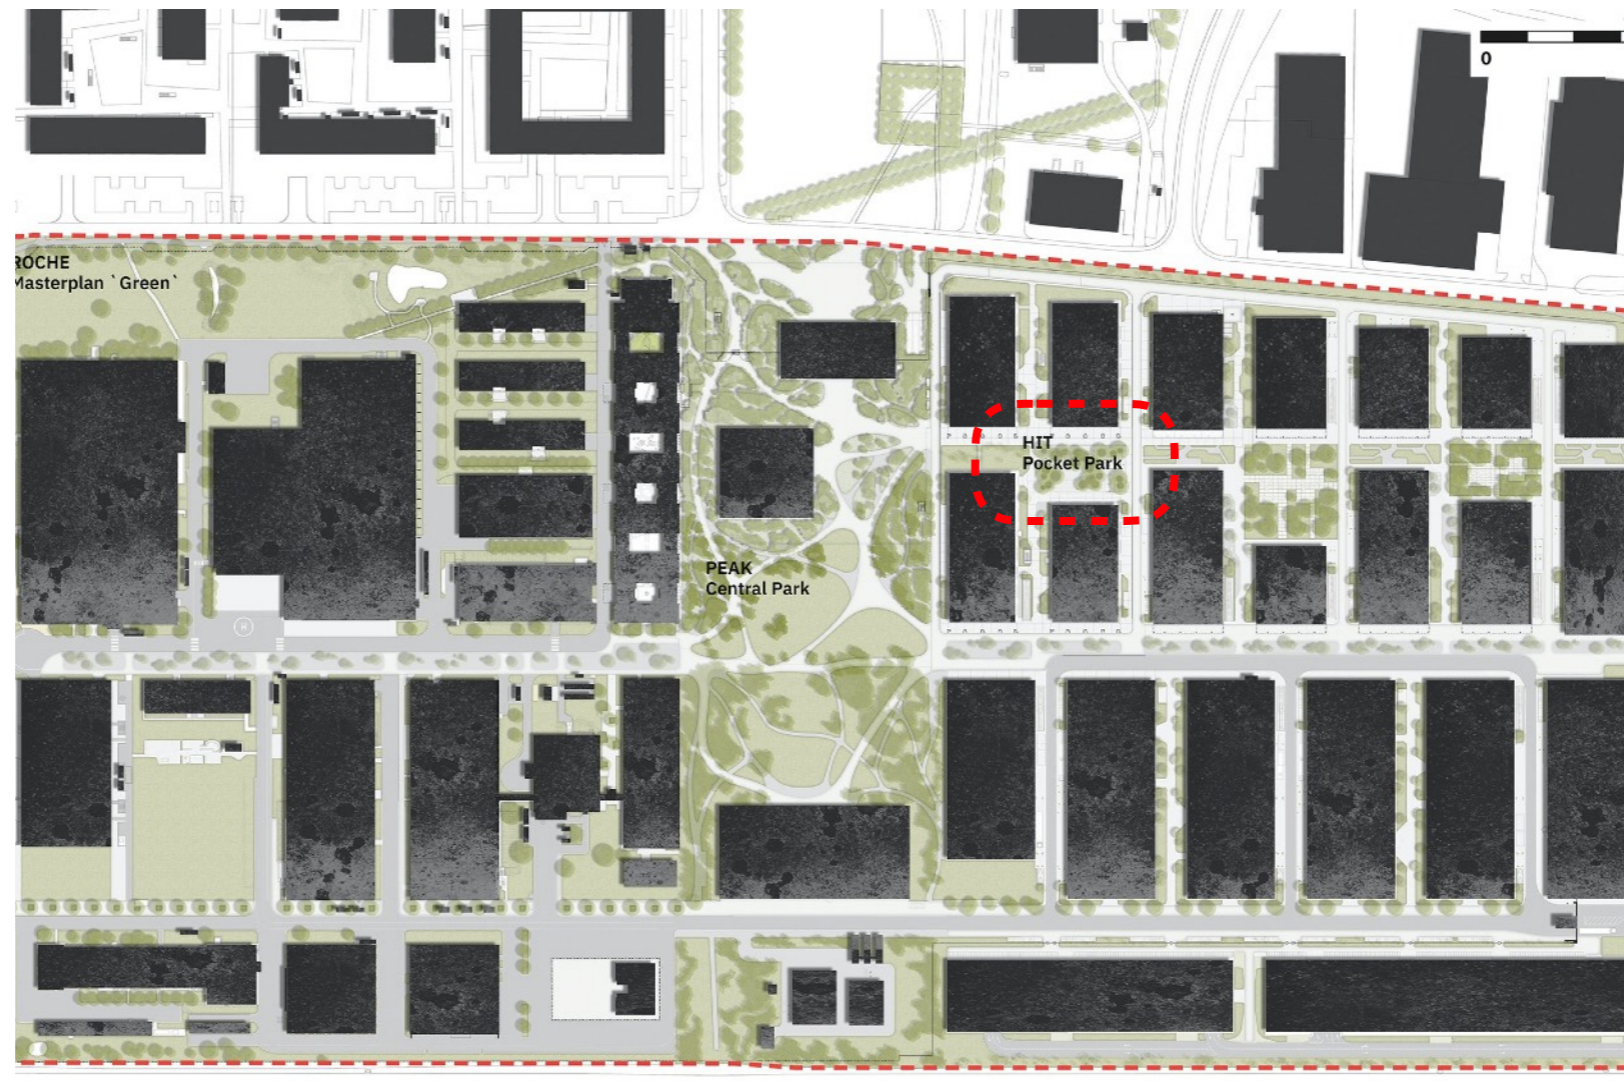 0
ROCHE
Masterplan `Green`
HIT
Pocket Park
PEAK
Central Park